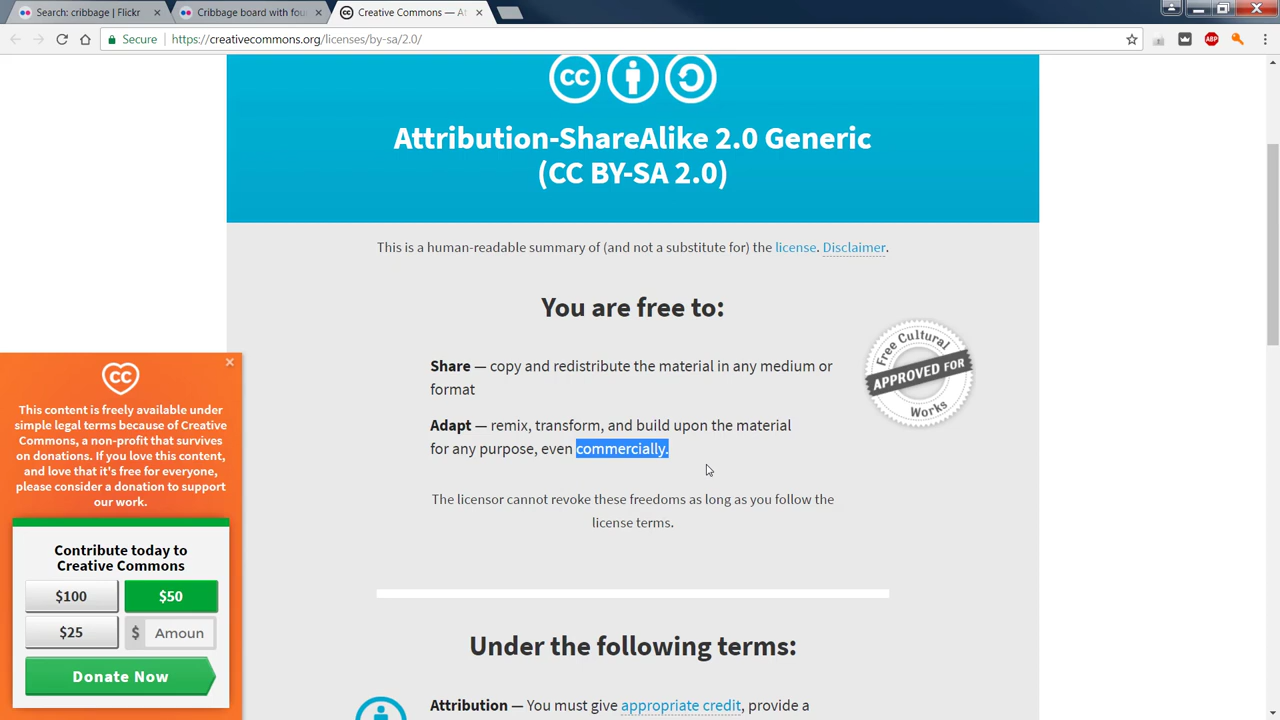 Search: cribbage | Flickr
Cribbage board with fou
Creative Commons — At
Secure
https://creativecommons.org/licenses/by-sa/2.0/
ABP
cc
Attribution-ShareAlike 2.0 Generic
(CC BY-SA 2.0)
This is a human-readable summary of (and not a substitute for) the license. Disclaimer.
You are free to:
Share — copy and redistribute the material in any medium or
format
Adapt — remix, transform, and build upon the material
for any purpose, even commercially.
Free Cultural
APPROVED FOR
Works
The licensor cannot revoke these freedoms as long as you follow the
license terms.
Under the following terms:
Attribution — You must give appropriate credit, provide a
cc
This content is freely available under
simple legal terms because of Creative
Commons, a non-profit that survives
on donations. If you love this content,
and love that it's free for everyone,
please consider a donation to support
our work.
Contribute today to
Creative Commons
$100
$50
$25
$ Amoun
Donate Now